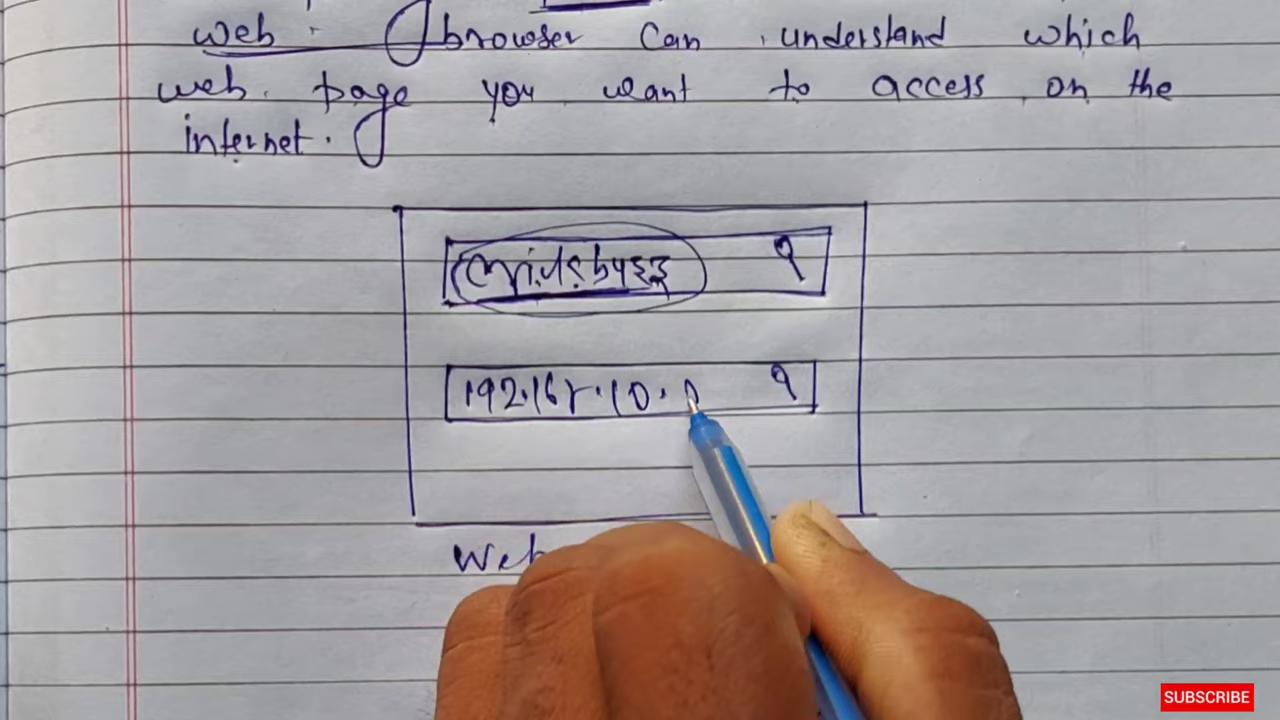 web browser can understand which
web page you want to access on the
internet.
192.168.10.0
Web
SUBSCRIBE